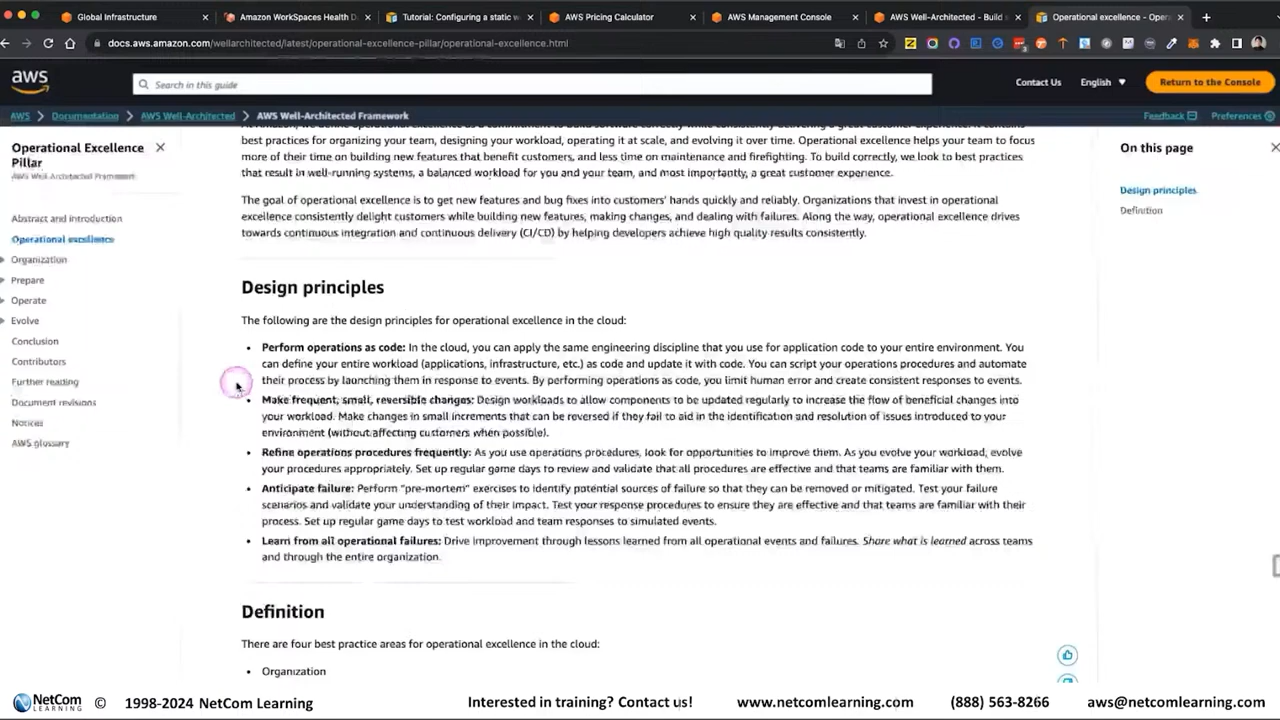 Global Infrastructure
Amazon WorkSpaces Health D
Tutorial: Configuring a static w
AWS Pricing Calculator
AWS Management Console
AWS Well-Architected - Build s
Operational excellence - Oper
docs.aws.amazon.com/wellarchitected/latest/operational-excellence-pillar/operational-excellence.html
aws
Search in this guide
Contact Us
English
Return to the Console
AWS
Documentation
AWS Well-Architected
AWS Well-Architected Framework
Feedback
Preferences
Operational Excellence
Pillar
AWS Well-Architected Framework
Abstract and introduction
Operational excellence
Organization
Prepare
Operate
Evolve
Conclusion
Contributors
Further reading
Document revisions
Notices
AWS glossary
best practices for organizing your team, designing your workload, operating it at scale, and evolving it over time. Operational excellence helps your team to focus
more of their time on building new features that benefit customers, and less time on maintenance and firefighting. To build correctly, we look to best practices
that result in well-running systems, a balanced workload for you and your team, and most importantly, a great customer experience.
The goal of operational excellence is to get new features and bug fixes into customers' hands quickly and reliably. Organizations that invest in operational
excellence consistently delight customers while building new features, making changes, and dealing with failures. Along the way, operational excellence drives
towards continuous integration and continuous delivery (CI/CD) by helping developers achieve high quality results consistently.
Design principles
The following are the design principles for operational excellence in the cloud:
• Perform operations as code: In the cloud, you can apply the same engineering discipline that you use for application code to your entire environment. You
can define your entire workload (applications, infrastructure, etc.) as code and update it with code. You can script your operations procedures and automate
their process by launching them in response to events. By performing operations as code, you limit human error and create consistent responses to events.
• Make frequent, small, reversible changes: Design workloads to allow components to be updated regularly to increase the flow of beneficial changes into
your workload. Make changes in small increments that can be reversed if they fail to aid in the identification and resolution of issues introduced to your
environment (without affecting customers when possible).
• Refine operations procedures frequently: As you use operations procedures, look for opportunities to improve them. As you evolve your workload, evolve
your procedures appropriately. Set up regular game days to review and validate that all procedures are effective and that teams are familiar with them.
• Anticipate failure: Perform "pre-mortem" exercises to identify potential sources of failure so that they can be removed or mitigated. Test your failure
scenarios and validate your understanding of their impact. Test your response procedures to ensure they are effective and that teams are familiar with their
process. Set up regular game days to test workload and team responses to simulated events.
• Learn from all operational failures: Drive improvement through lessons learned from all operational events and failures. Share what is learned across teams
and through the entire organization.
Definition
There are four best practice areas for operational excellence in the cloud:
• Organization
On this page
Design principles
Definition
NetCom
LEARNING
© 1998-2024 NetCom Learning
Interested in training? Contact us!
www.netcomlearning.com
(888) 563-8266
aws@netcomlearning.com